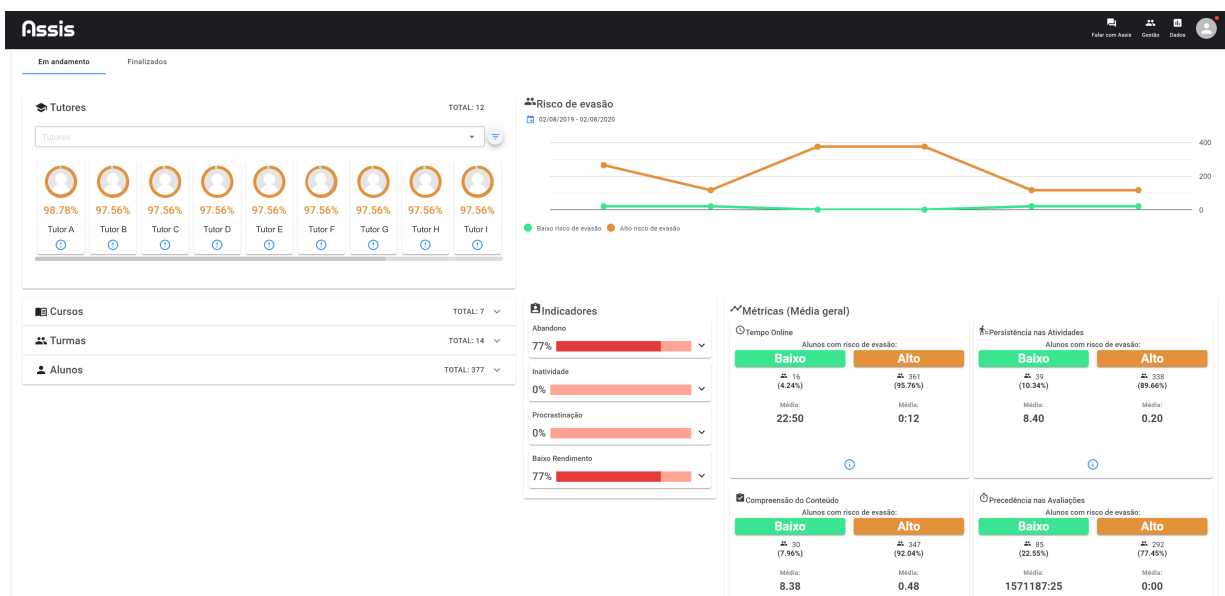 Assis
Falar com Assis Gestão Dados
Em andamento Finalizados
Tutores TOTAL: 12
Tutores
98.78% 97.56% 97.56% 97.56% 97.56% 97.56% 97.56% 97.56% 97.56%
Tutor A Tutor B Tutor C Tutor D Tutor E Tutor F Tutor G Tutor H Tutor I
Risco de evasão
02/08/2019 - 02/08/2020
400
200
0
Baixo risco de evasão Alto risco de evasão
Cursos TOTAL: 7
Turmas TOTAL: 14
Alunos TOTAL: 377
Indicadores
Abandono
77%
Inatividade
0%
Procrastinação
0%
Baixo Rendimento
77%
Métricas (Média geral)
Tempo Online
Alunos com risco de evasão:
Baixo Alto
16 361
(4.24%) (95.76%)
Média: Média:
22:50 0:12
Persistência nas Atividades
Alunos com risco de evasão:
Baixo Alto
39 338
(10.34%) (89.66%)
Média: Média:
8.40 0.20
Compreensão do Conteúdo
Alunos com risco de evasão:
Baixo Alto
30 347
(7.96%) (92.04%)
Média: Média:
8.38 0.48
Precedência nas Avaliações
Alunos com risco de evasão:
Baixo Alto
85 292
(22.55%) (77.45%)
Média: Média:
1571187:25 0:00